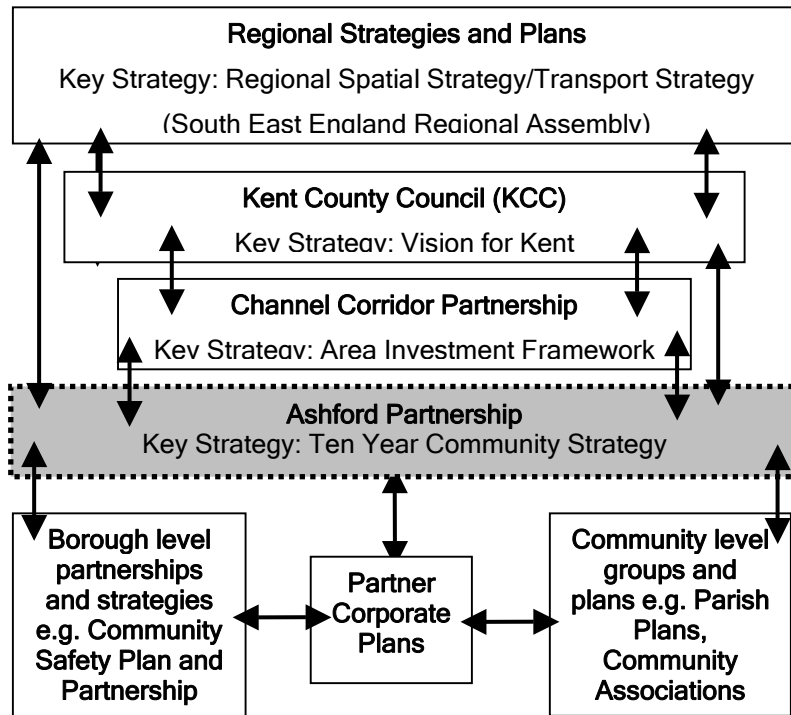 Regional Strategies and Plans
Key Strategy: Regional Spatial Strategy/Transport Strategy
(South East England Regional Assembly)
Kent County Council (KCC)
Key Strategy: Vision for Kent
Channel Corridor Partnership
Key Strategy: Area Investment Framework
Ashford Partnership
Key Strategy: Ten Year Community Strategy
Borough level
partnerships
and strategies
e.g. Community
Safety Plan and
Partnership
Partner
Corporate
Plans
Community level
groups and
plans e.g. Parish
Plans,
Community
Associations